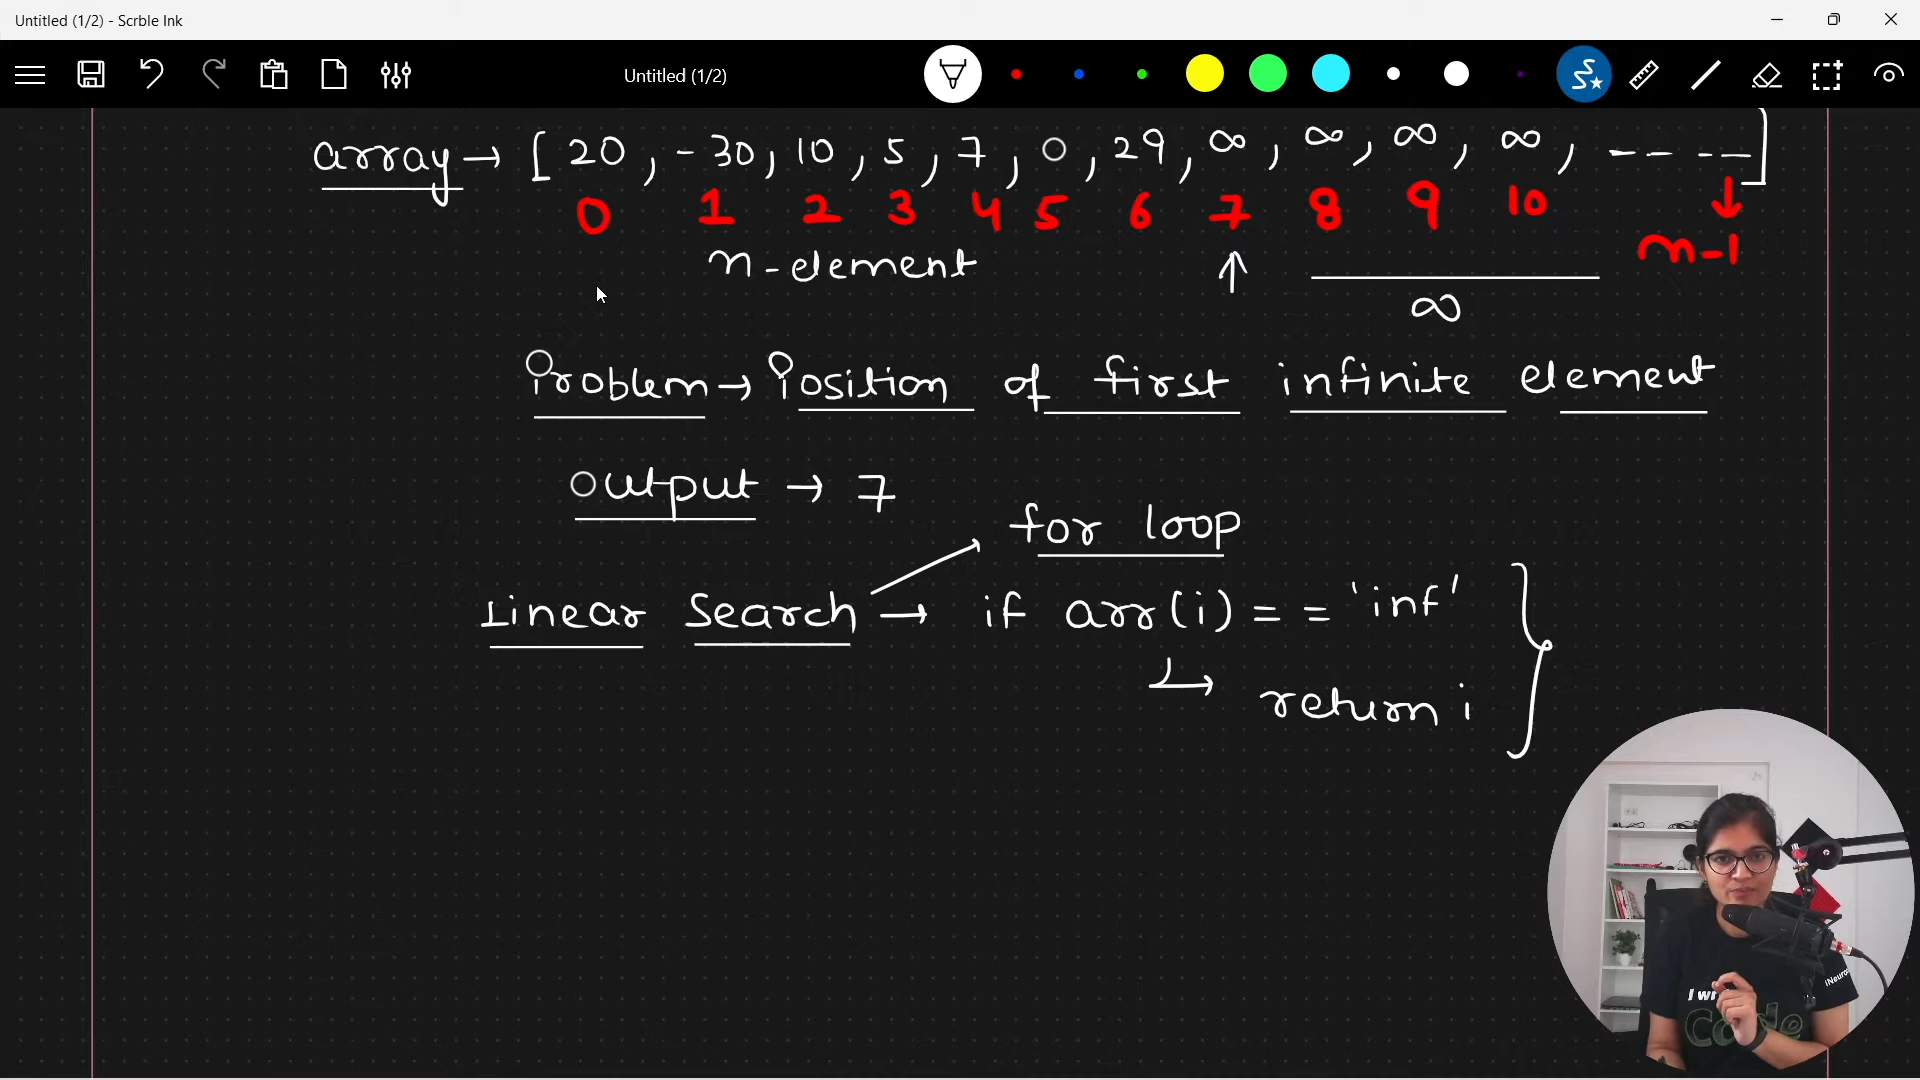 Untitled (1/2) - Scrble Ink
Untitled (1/2)
array → [ 20 , - 30 , 10 , 5 , 7 , 0 , 29 , ∞ , ∞ , ∞ , ∞ , -- -- ]
0 1 2 3 4 5 6 7 8 9 10 ↓
n-1
n - element ↑
∞
Problem → Position of first infinite element
output → 7
for loop
Linear Search → if arr(i) = = 'inf'
↳ return i
I wr
Code